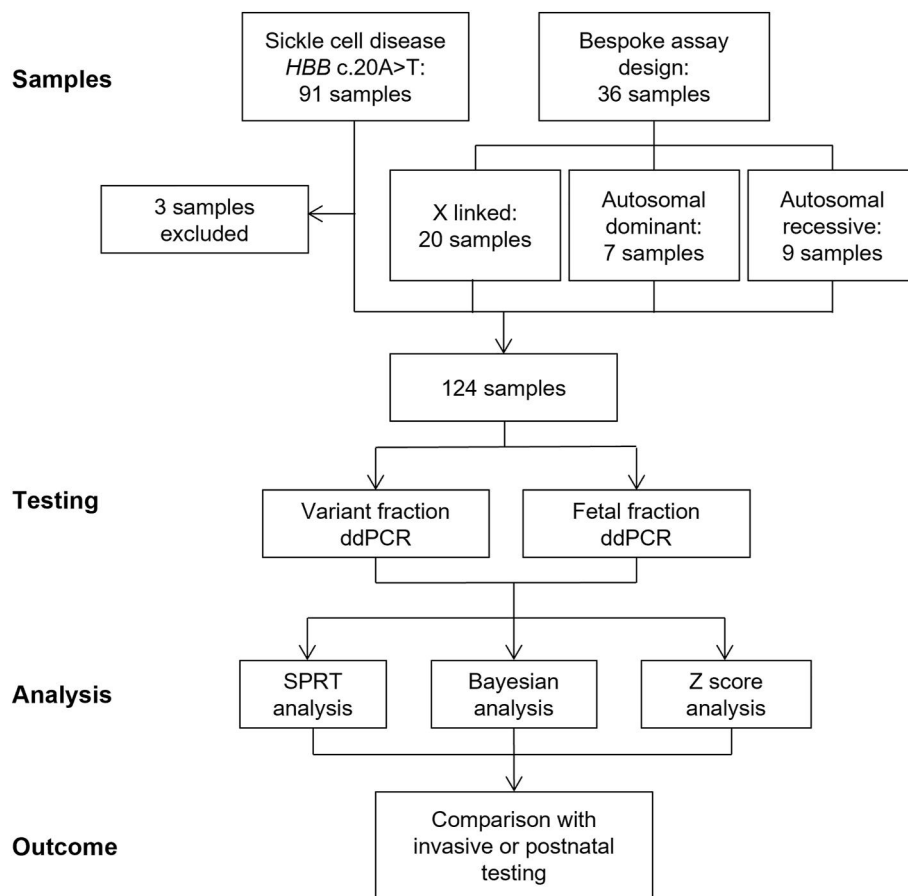 Samples
Sickle cell disease
HBB c.20A>T:
91 samples
Bespoke assay
design:
36 samples
3 samples
excluded
X linked:
20 samples
Autosomal
dominant:
7 samples
Autosomal
recessive:
9 samples
124 samples
Testing
Variant fraction
ddPCR
Fetal fraction
ddPCR
Analysis
SPRT
analysis
Bayesian
analysis
Z score
analysis
Outcome
Comparison with
invasive or postnatal
testing